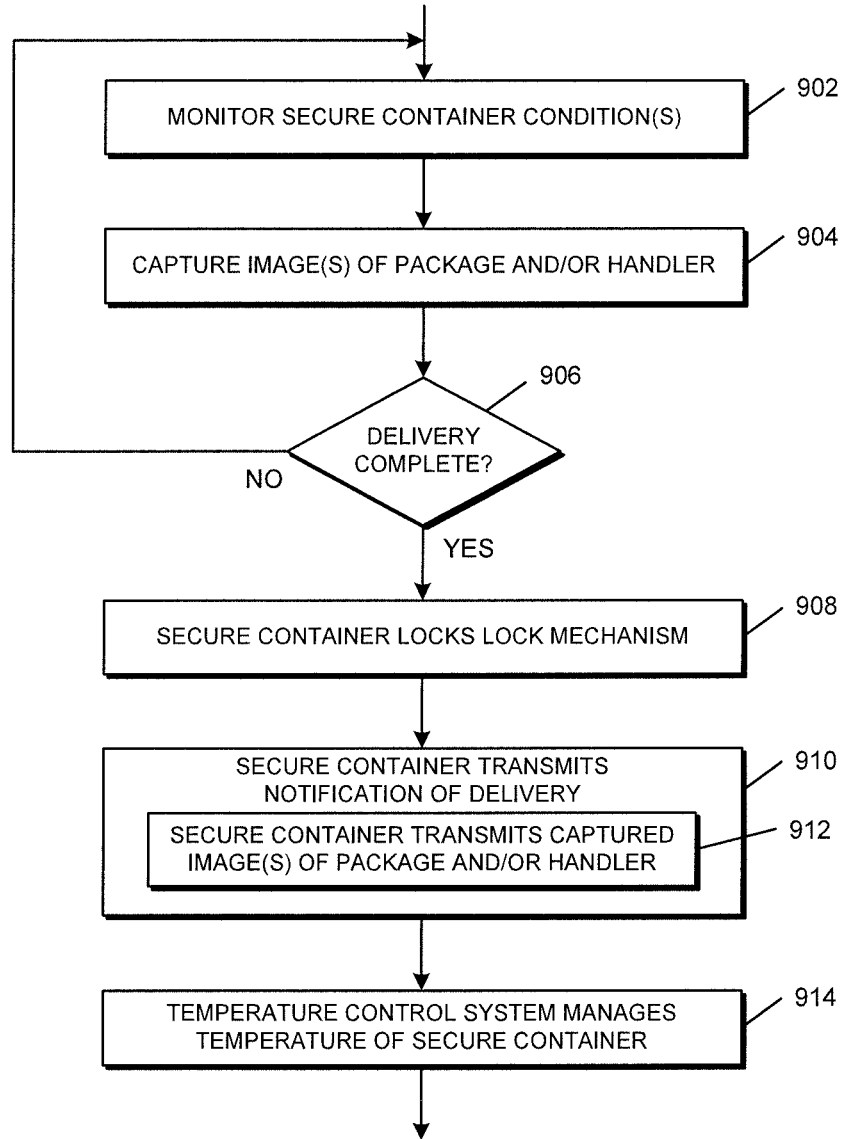 902
MONITOR SECURE CONTAINER CONDITION(S)
904
CAPTURE IMAGE(S) OF PACKAGE AND/OR HANDLER
906
DELIVERY
COMPLETE?
NO
YES
908
SECURE CONTAINER LOCKS LOCK MECHANISM
910
SECURE CONTAINER TRANSMITS
NOTIFICATION OF DELIVERY
912
SECURE CONTAINER TRANSMITS CAPTURED
IMAGE(S) OF PACKAGE AND/OR HANDLER
914
TEMPERATURE CONTROL SYSTEM MANAGES
TEMPERATURE OF SECURE CONTAINER